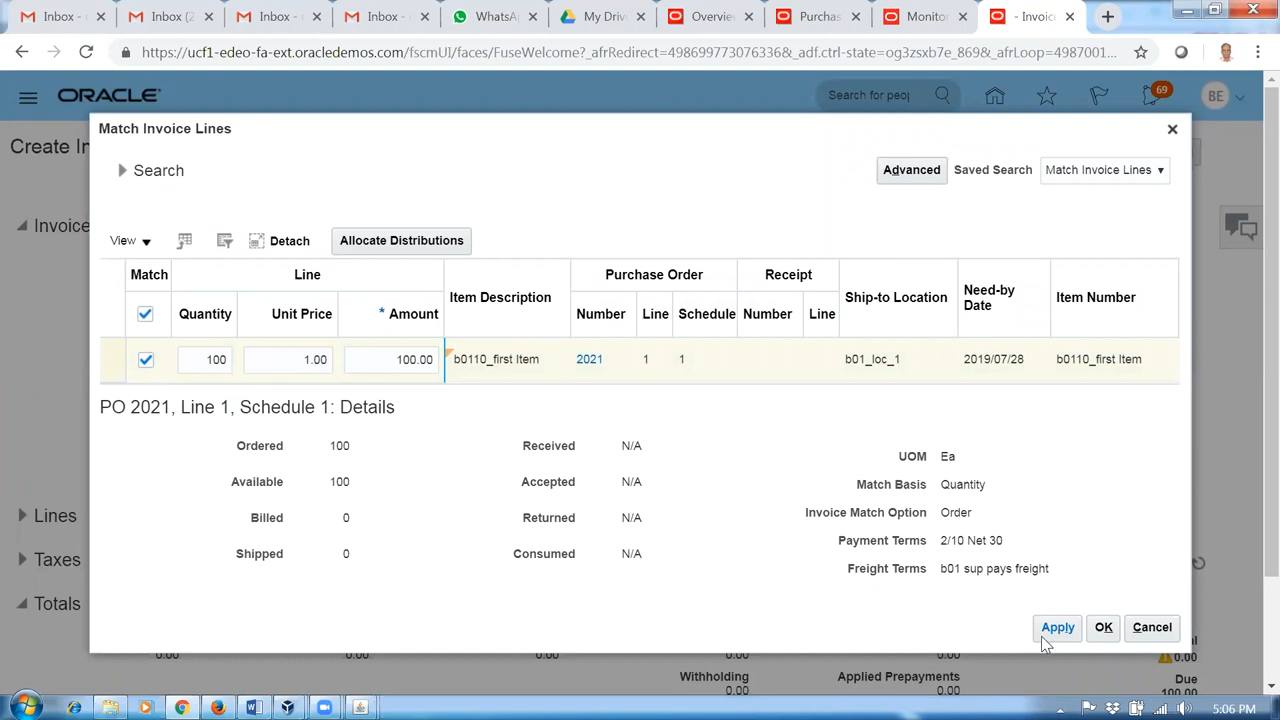 Inbox - (   Inbox (2   Inbox - (   Inbox - (   WhatsA   My Driv   Overvie   Purchas   Monito   - Invoic
https://ucf1-edeo-fa-ext.oracledemos.com/fscmUI/faces/FuseWelcome?_afrRedirect=4986997730763368&_adf.ctrl-state=og3zsxb7e_869&_afrLoop=4987001...
ORACLE Search for peop 69 BE
Create In
Match Invoice Lines
Search Advanced Saved Search Match Invoice Lines
Invoice
View Detach Allocate Distributions
Match Line Item Description Purchase Order Receipt Ship-to Location Need-by Date Item Number
Quantity Unit Price * Amount Number Line Schedule Number Line
100 1.00 100.00 b0110_first Item 2021 1 1 b01_loc_1 2019/07/28 b0110_first Item
PO 2021, Line 1, Schedule 1: Details
Ordered 100 Received N/A UOM Ea
Available 100 Accepted N/A Match Basis Quantity
Billed 0 Returned N/A Invoice Match Option Order
Shipped 0 Consumed N/A Payment Terms 2/10 Net 30
Freight Terms b01 sup pays freight
Lines
Taxes
Totals
Apply OK Cancel
0.00 0.00 0.00 0.00 0.00 0.00
Withholding Applied Prepayments Due
0.00 0.00 100.00
5:06 PM